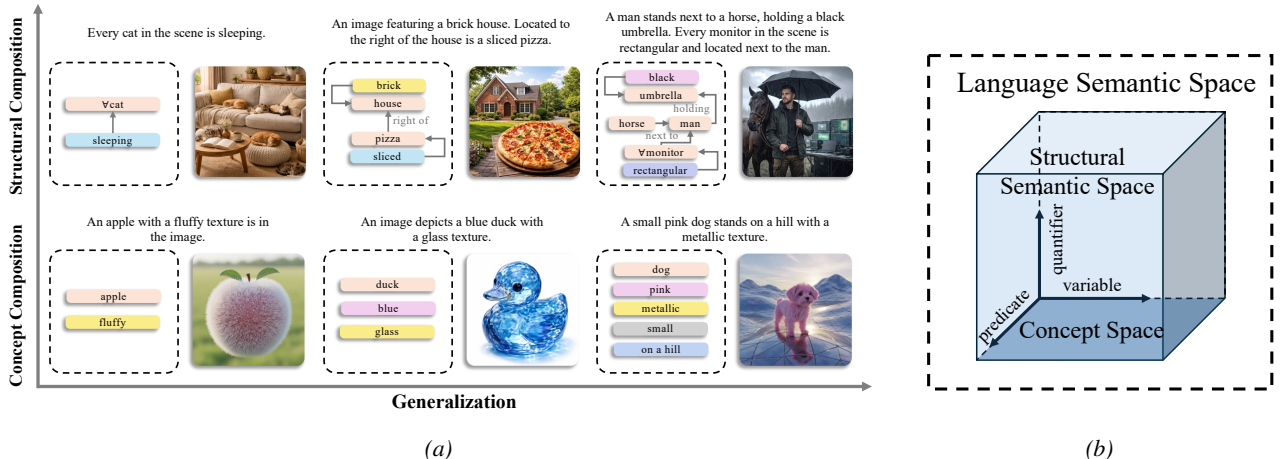 Structural Composition
Every cat in the scene is sleeping.
∀cat
sleeping
An image featuring a brick house. Located to
the right of the house is a sliced pizza.
brick
house
right of
pizza
sliced
A man stands next to a horse, holding a black
umbrella. Every monitor in the scene is
rectangular and located next to the man.
black
umbrella
holding
horse
man
next to
∀monitor
rectangular
Concept Composition
An apple with a fluffy texture is in
the image.
apple
fluffy
An image depicts a blue duck with
a glass texture.
duck
blue
glass
A small pink dog stands on a hill with a
metallic texture.
dog
pink
metallic
small
on a hill
Generalization
(a)
Language Semantic Space
Structural
Semantic Space
quantifier
variable
predicate
Concept Space
(b)